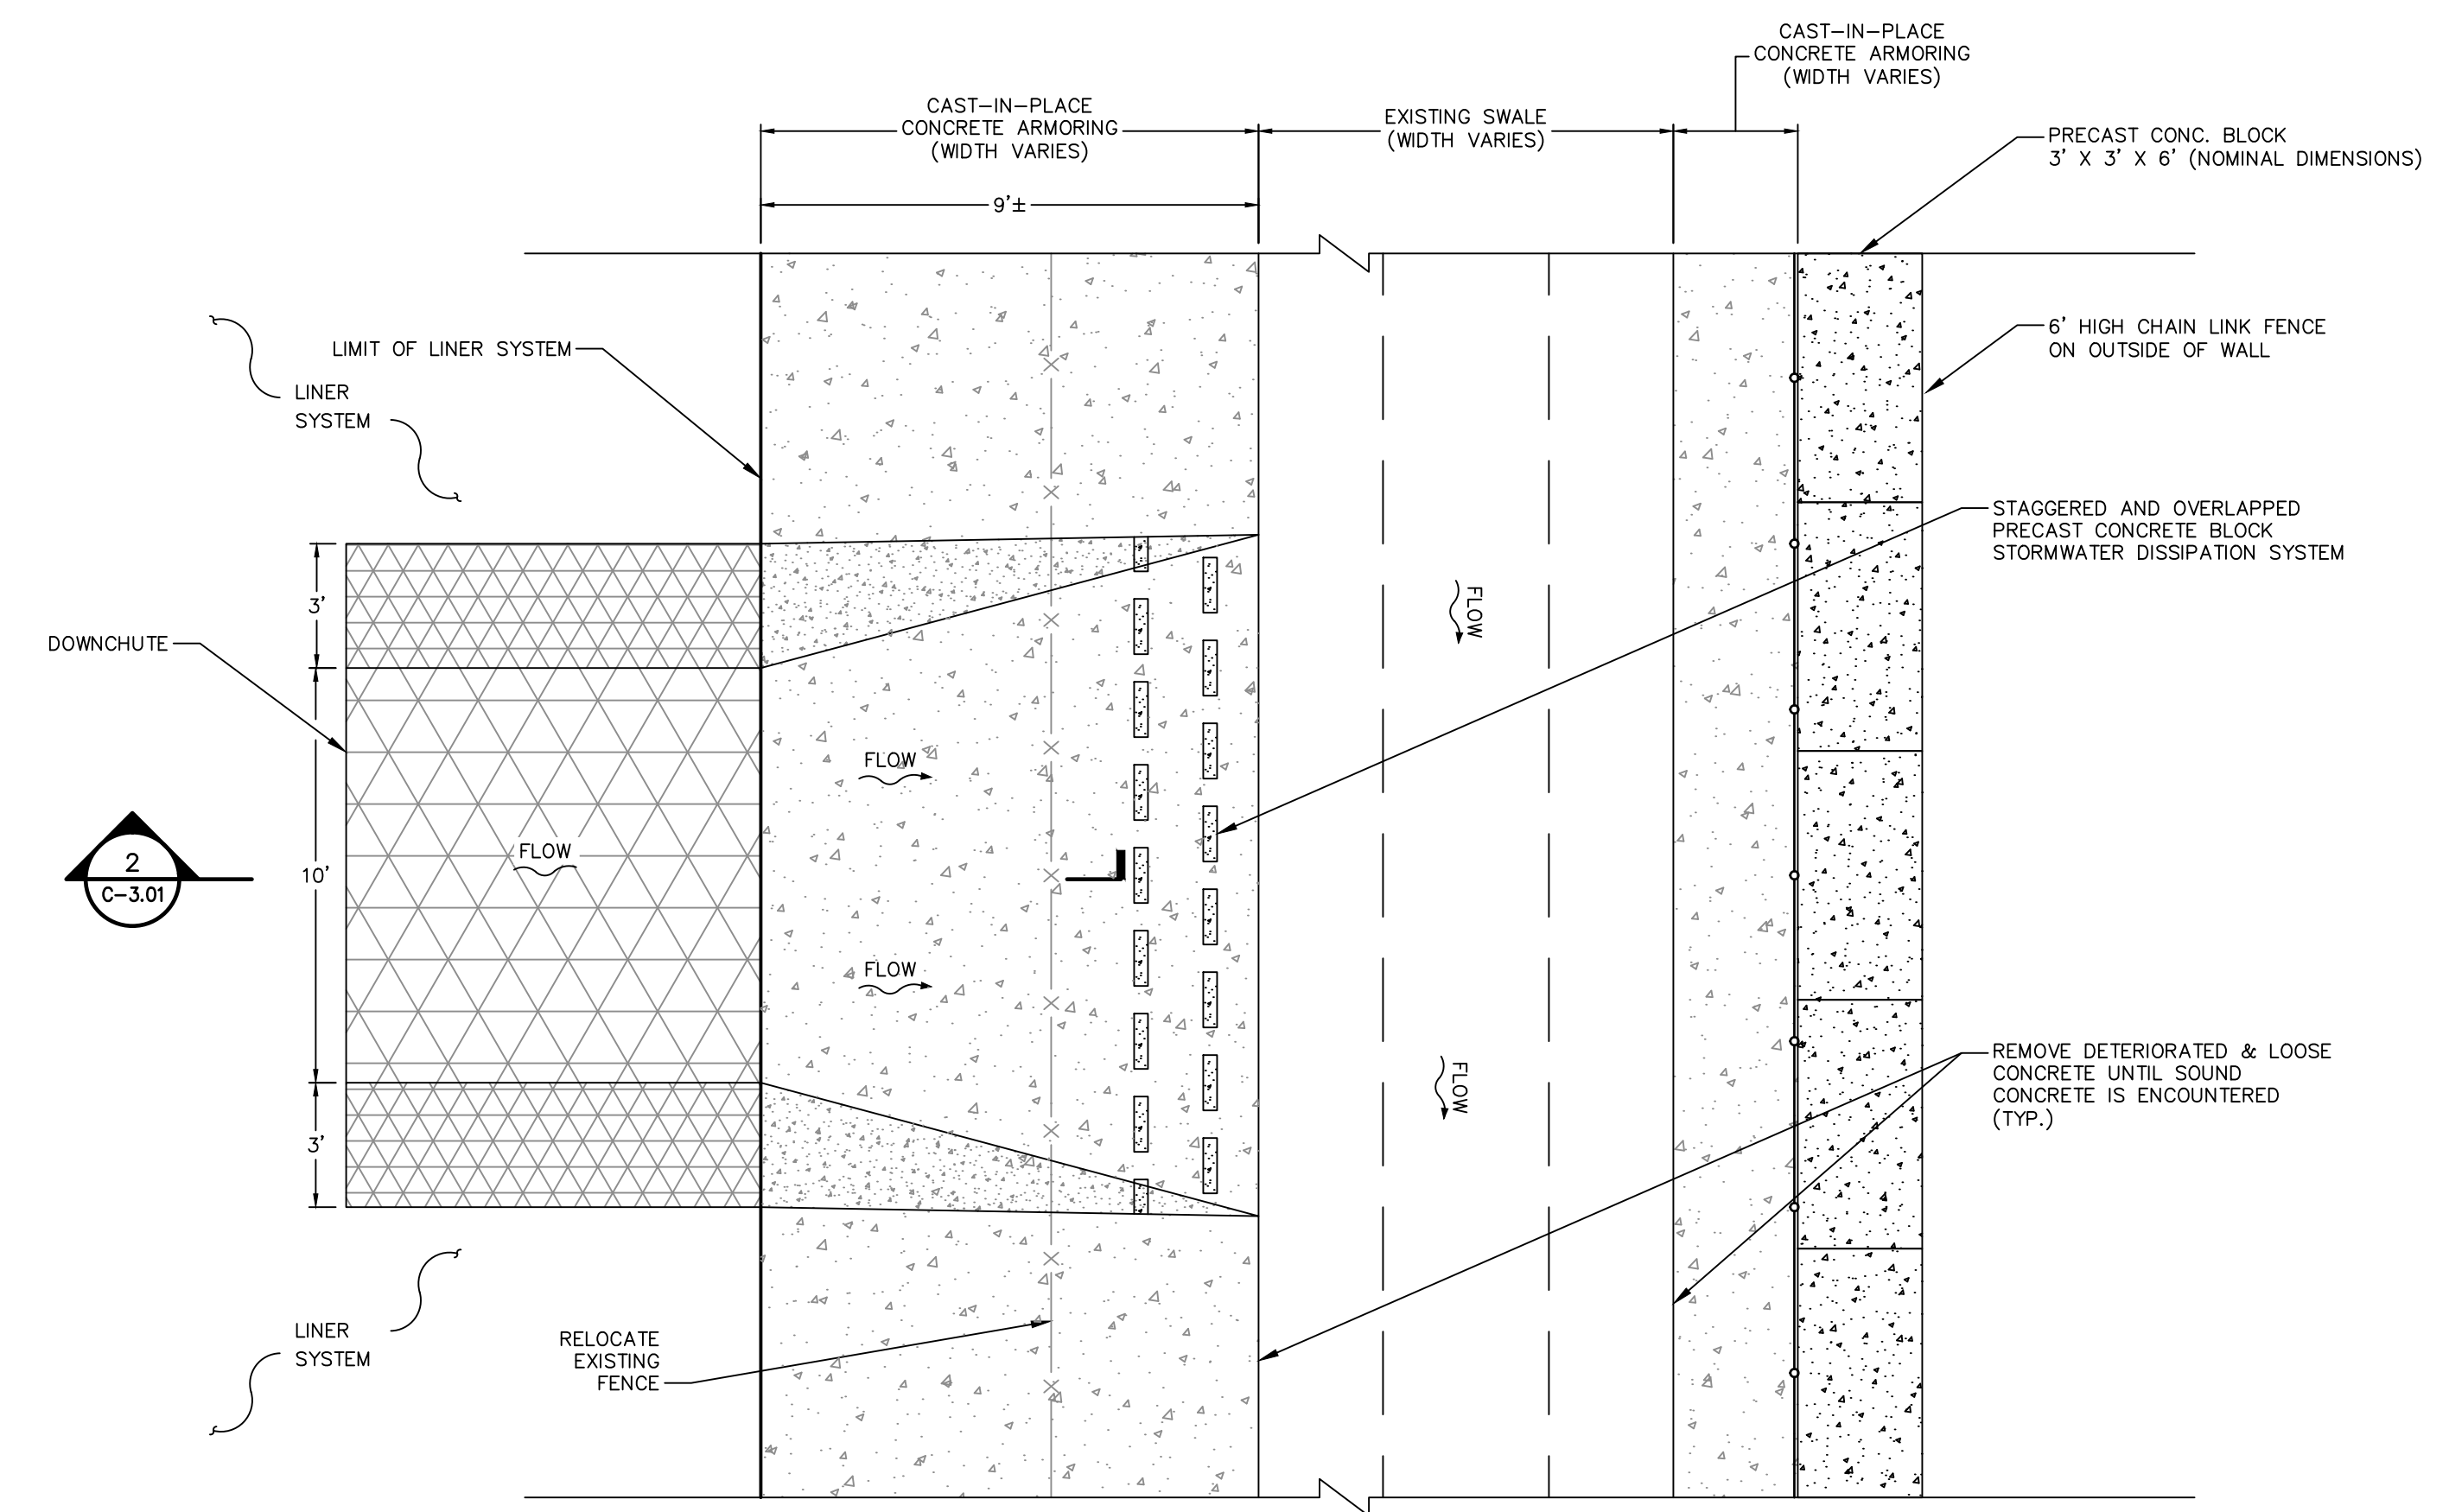 CAST-IN-PLACE
CONCRETE ARMORING
(WIDTH VARIES)
CAST-IN-PLACE
CONCRETE ARMORING
(WIDTH VARIES)
EXISTING SWALE
(WIDTH VARIES)
PRECAST CONC. BLOCK
3' X 3' X 6' (NOMINAL DIMENSIONS)
9'±
6' HIGH CHAIN LINK FENCE
ON OUTSIDE OF WALL
LIMIT OF LINER SYSTEM
LINER
SYSTEM
STAGGERED AND OVERLAPPED
PRECAST CONCRETE BLOCK
STORMWATER DISSIPATION SYSTEM
3'
FLOW
DOWNCHUTE
FLOW
FLOW
2
C-3.01
10'
FLOW
FLOW
REMOVE DETERIORATED & LOOSE
CONCRETE UNTIL SOUND
CONCRETE IS ENCOUNTERED
(TYP.)
3'
LINER
SYSTEM
RELOCATE
EXISTING
FENCE